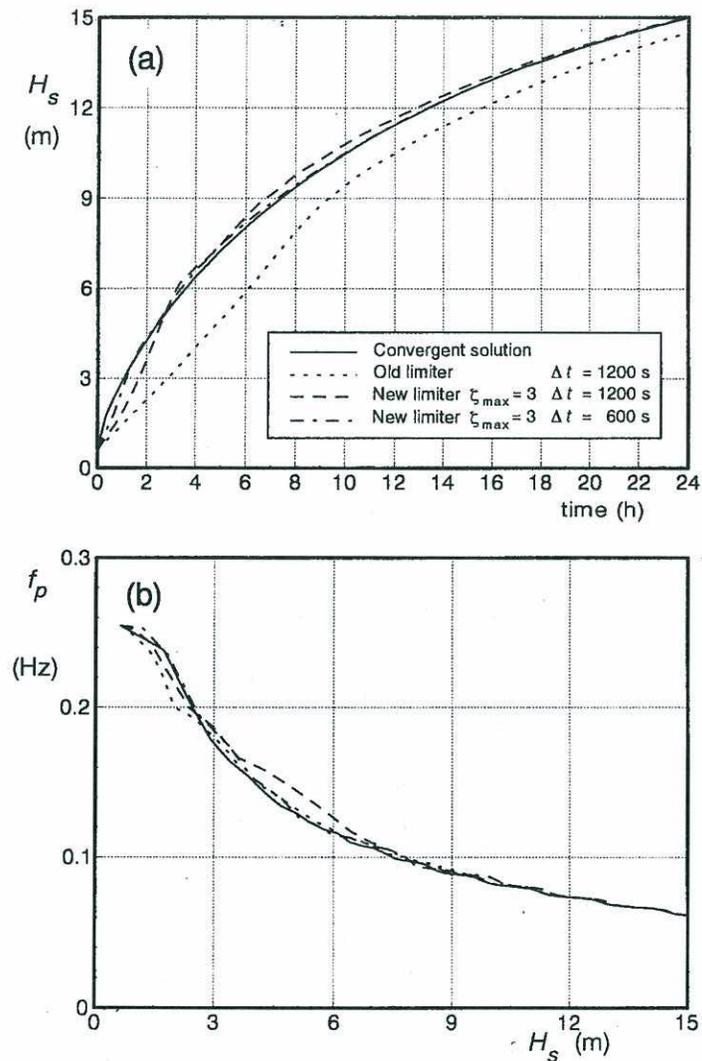 15
(a)
H_s
(m)
12
9
6
3
0
Convergent solution
Old limiter Δt = 1200 s
New limiter ζmax = 3 Δt = 1200 s
New limiter ζmax = 3 Δt = 600 s
0 2 4 6 8 10 12 14 16 18 20 22 24
time (h)
0.3
f_p
(b)
(Hz)
0.2
0.1
0
0 3 6 9 12 15
H_s (m)